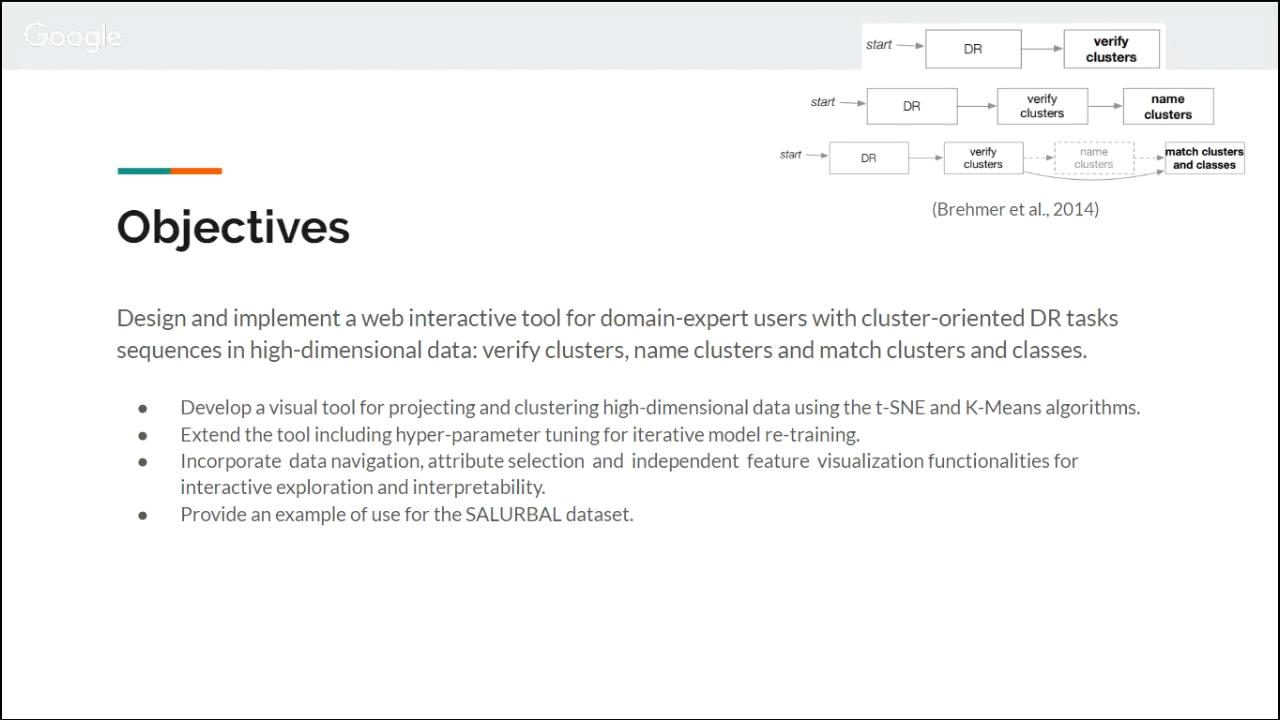 Google
start
DR
verify
clusters
start
DR
verify
clusters
name
clusters
start
DR
verify
clusters
name
clusters
match clusters
and classes
(Brehmer et al., 2014)
Objectives
Design and implement a web interactive tool for domain-expert users with cluster-oriented DR tasks
sequences in high-dimensional data: verify clusters, name clusters and match clusters and classes.
● Develop a visual tool for projecting and clustering high-dimensional data using the t-SNE and K-Means algorithms.
● Extend the tool including hyper-parameter tuning for iterative model re-training.
● Incorporate data navigation, attribute selection and independent feature visualization functionalities for
interactive exploration and interpretability.
● Provide an example of use for the SALURBAL dataset.